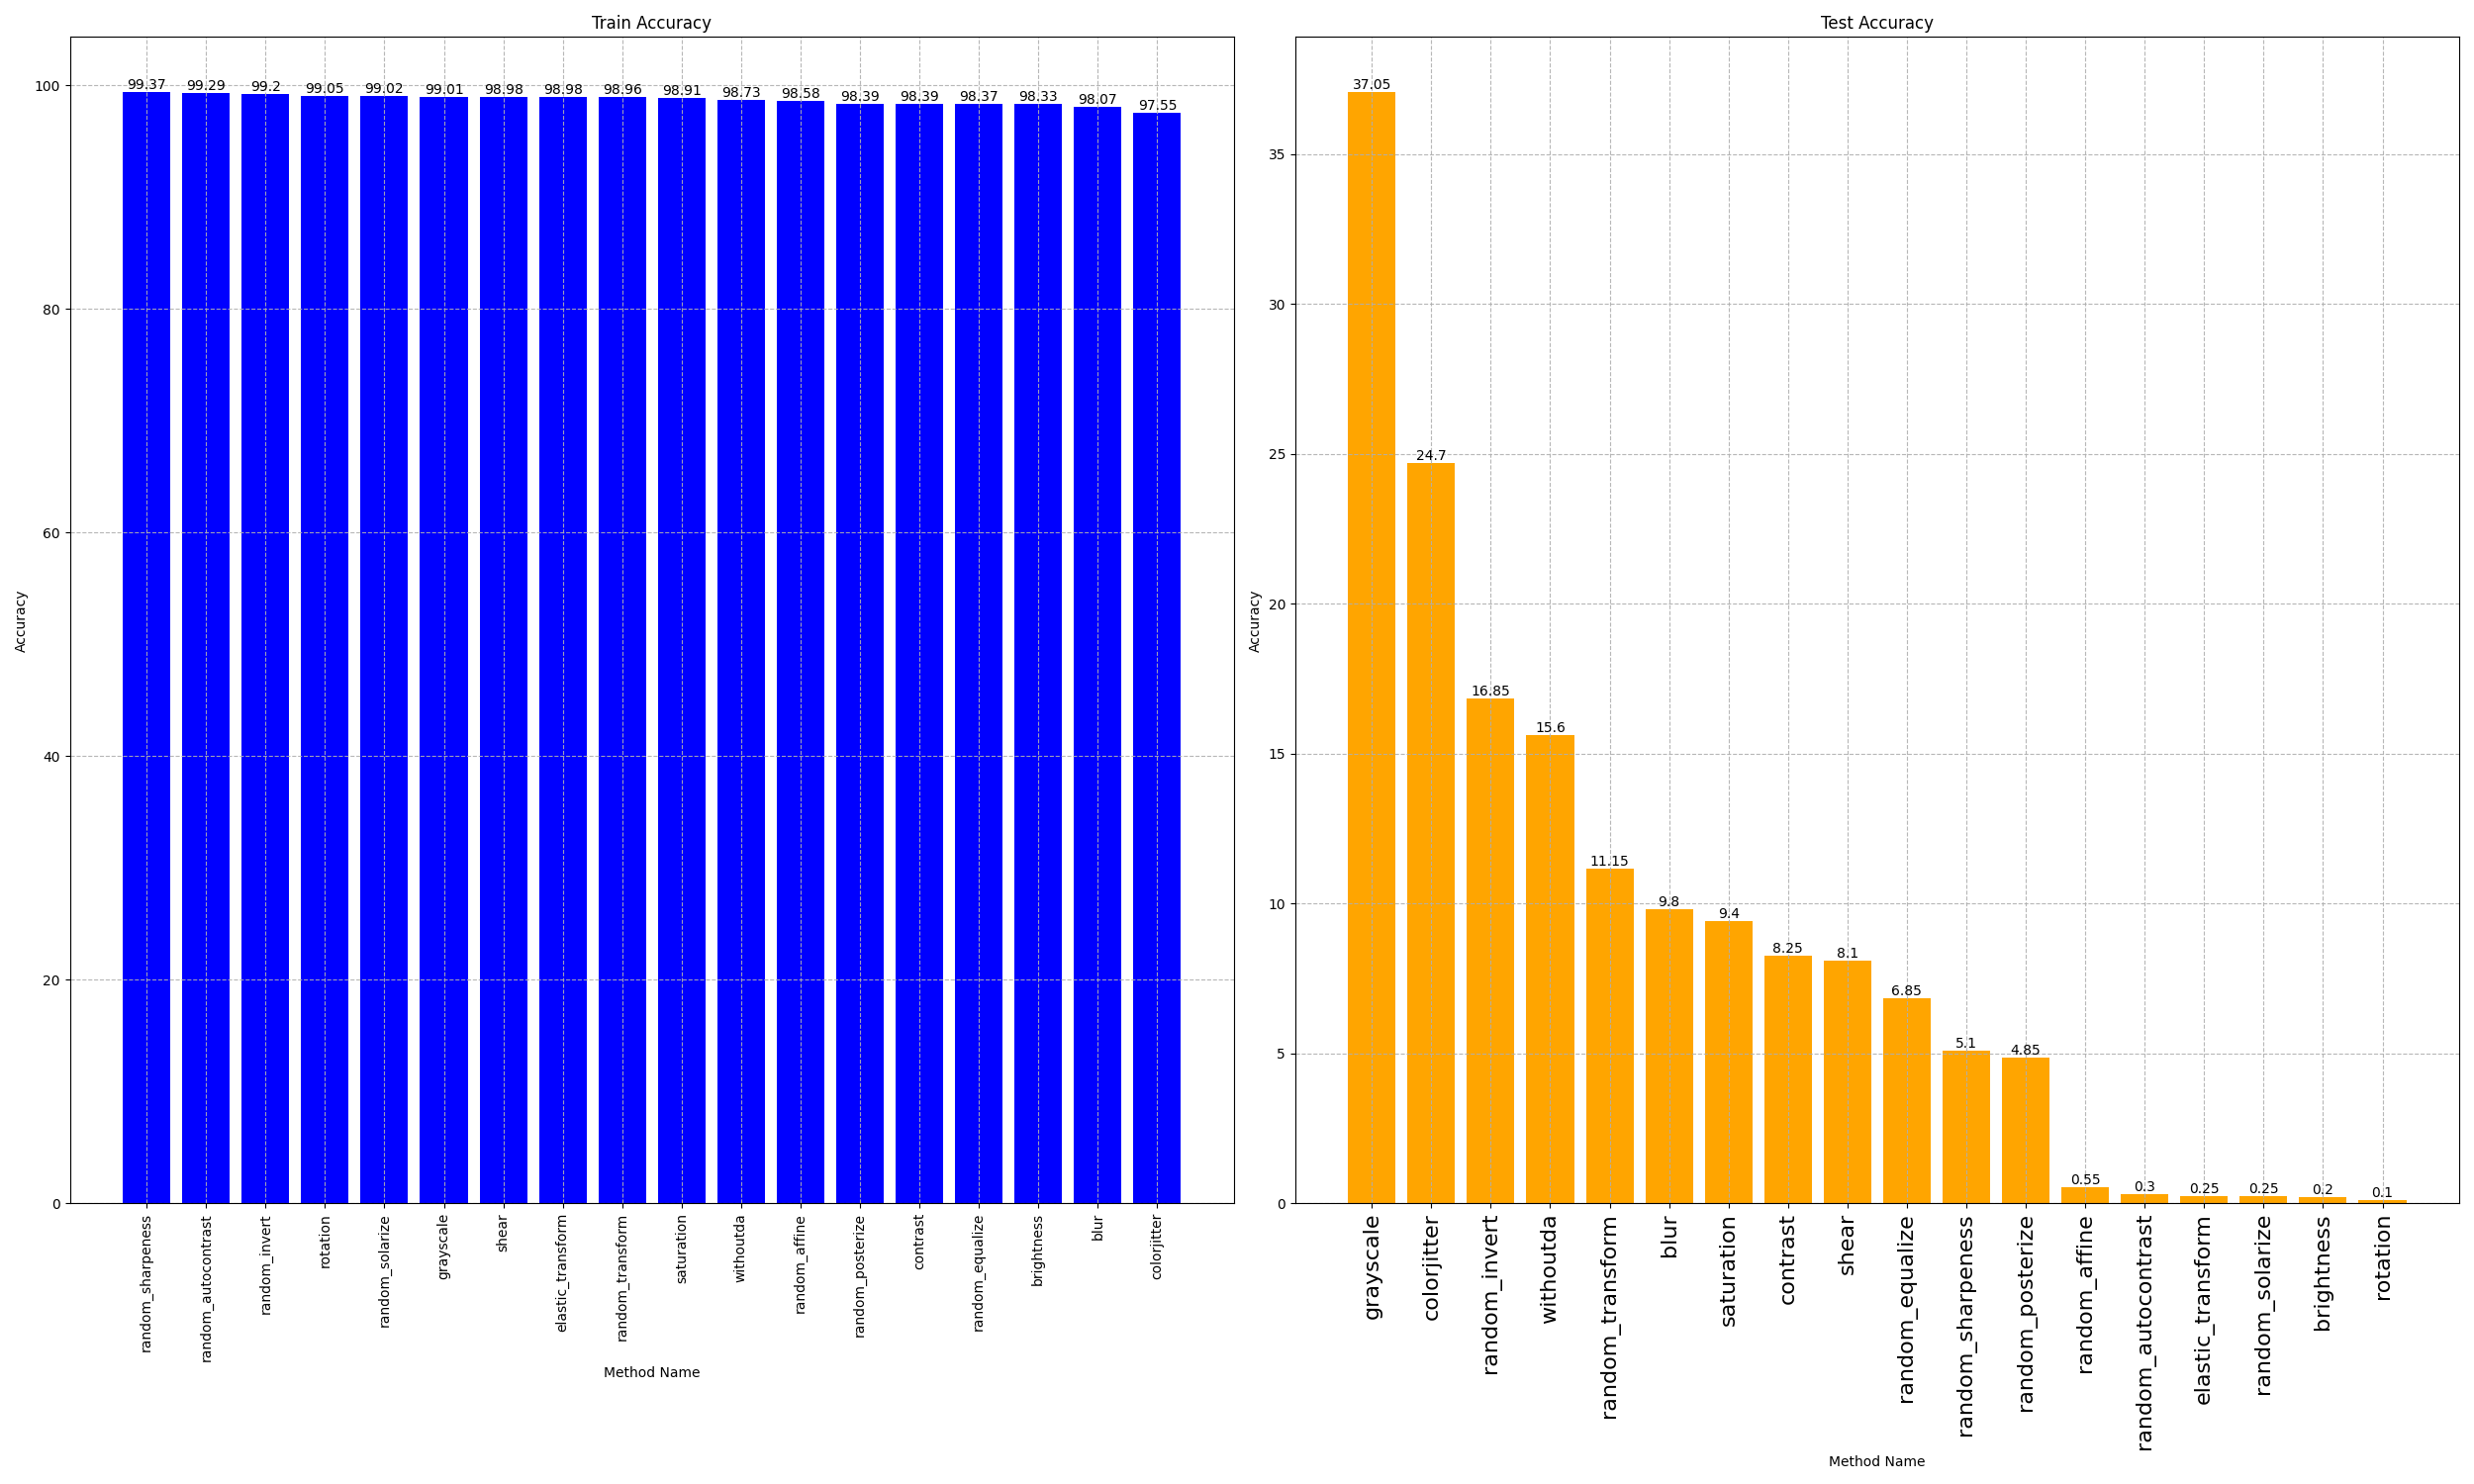 Train Accuracy
Accuracy
100
80
60
40
20
0
99.37 99.29 99.2 99.05 99.02 99.01 98.98 98.98 98.96 98.91 98.73 98.58 98.39 98.39 98.37 98.33 98.07 97.55
random_sharpeness
random_autocontrast
random_invert
rotation
random_solarize
grayscale
shear
elastic_transform
random_transform
saturation
withoutda
random_affine
random_posterize
contrast
random_equalize
brightness
blur
colorjitter
Method Name
Test Accuracy
Accuracy
35
30
25
20
15
10
5
0
37.05
24.7
16.85
15.6
11.15
9.8
9.4
8.25
8.1
6.85
5.1
4.85
0.55
0.3
0.25
0.25
0.2
0.1
grayscale
colorjitter
random_invert
withoutda
random_transform
blur
saturation
contrast
shear
random_equalize
random_sharpeness
random_posterize
random_affine
random_autocontrast
elastic_transform
random_solarize
brightness
rotation
Method Name